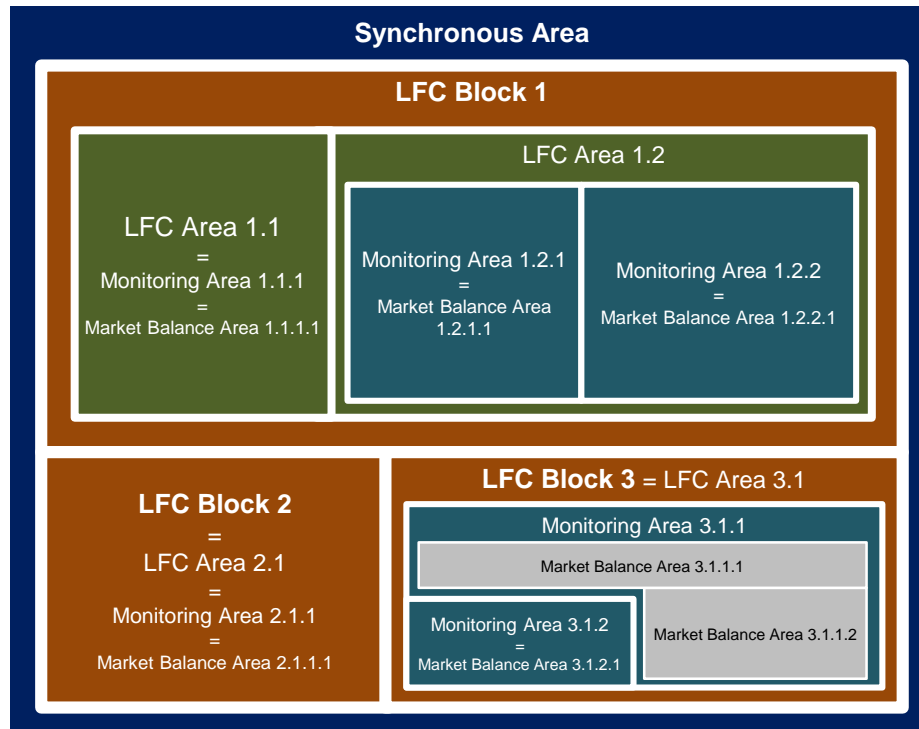 Synchronous Area
LFC Block 1
LFC Area 1.1
=
Monitoring Area 1.1.1
=
Market Balance Area 1.1.1.1
LFC Area 1.2
Monitoring Area 1.2.1
=
Market Balance Area
1.2.1.1
Monitoring Area 1.2.2
=
Market Balance Area 1.2.2.1
LFC Block 2
=
LFC Area 2.1
=
Monitoring Area 2.1.1
=
Market Balance Area 2.1.1.1
LFC Block 3 = LFC Area 3.1
Monitoring Area 3.1.1
Market Balance Area 3.1.1.1
Monitoring Area 3.1.2
=
Market Balance Area 3.1.2.1
Market Balance Area 3.1.1.2